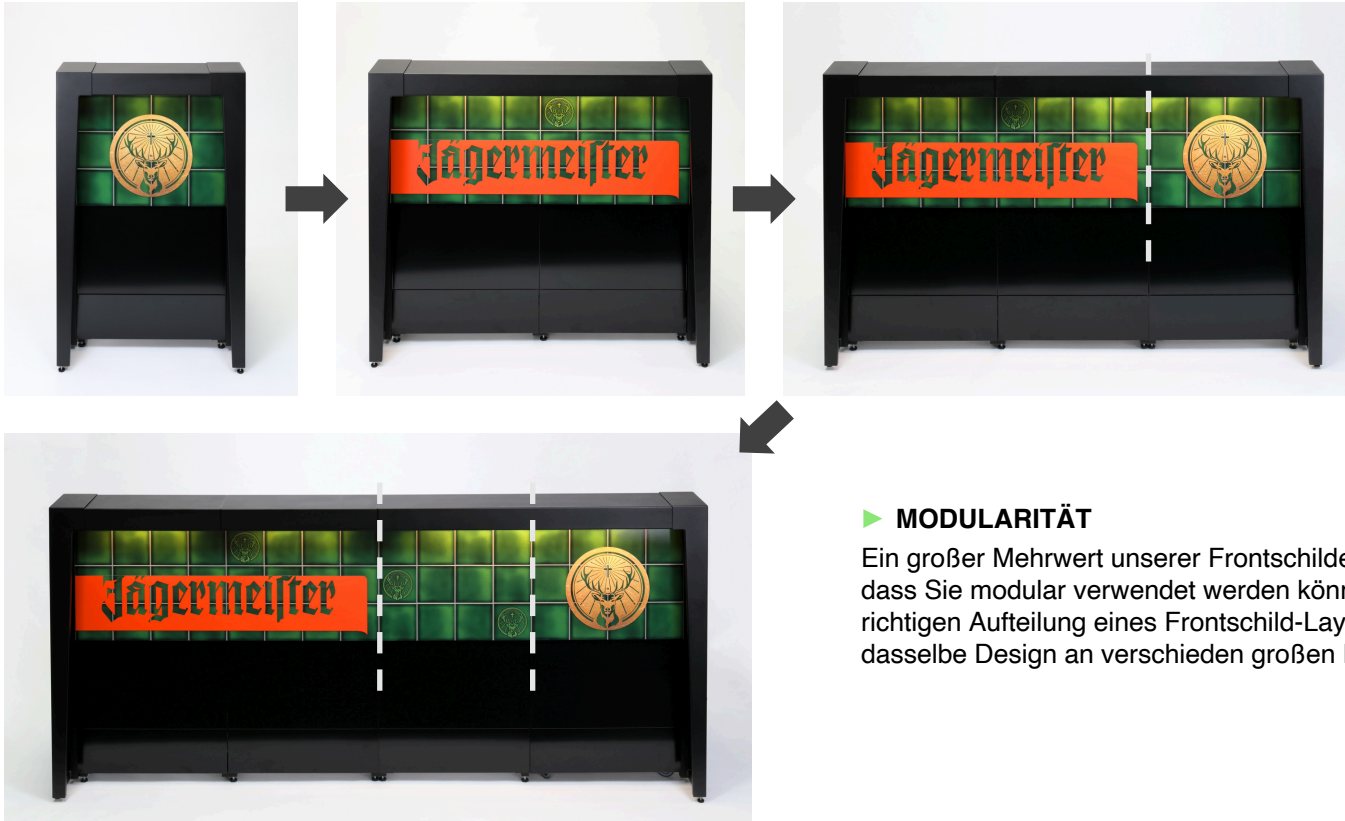 Jägermeiſter
Jägermeiſter
Jägermeiſter
► MODULARITÄT
Ein großer Mehrwert unserer Frontschilde
dass Sie modular verwendet werden könn
richtigen Aufteilung eines Frontschild-Lay
dasselbe Design an verschieden großen